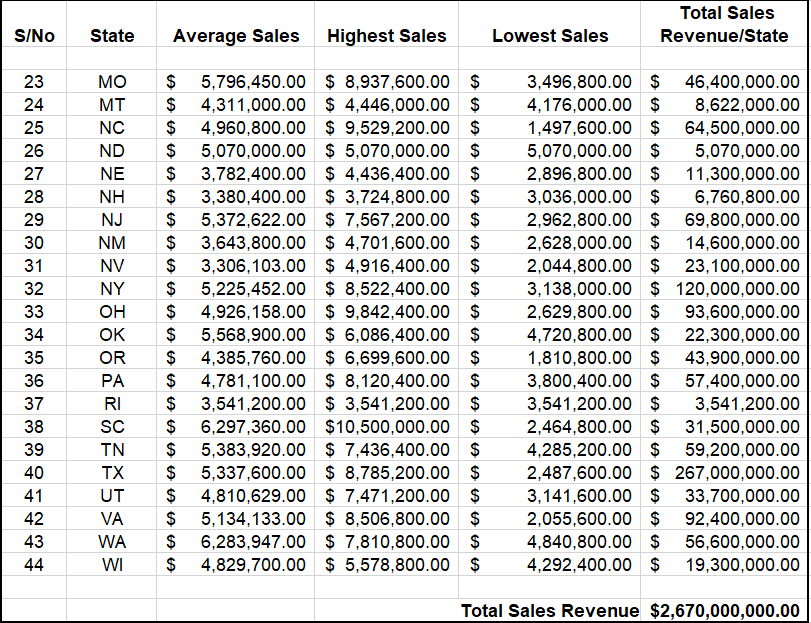 Total Sales
S/No State Average Sales Highest Sales Lowest Sales Revenue/State
23 MO $ 5,796,450.00 $ 8,937,600.00 $ 3,496,800.00 $ 46,400,000.00
24 MT $ 4,311,000.00 $ 4,446,000.00 $ 4,176,000.00 $ 8,622,000.00
25 NC $ 4,960,800.00 $ 9,529,200.00 $ 1,497,600.00 $ 64,500,000.00
26 ND $ 5,070,000.00 $ 5,070,000.00 $ 5,070,000.00 $ 5,070,000.00
27 NE $ 3,782,400.00 $ 4,436,400.00 $ 2,896,800.00 $ 11,300,000.00
28 NH $ 3,380,400.00 $ 3,724,800.00 $ 3,036,000.00 $ 6,760,800.00
29 NJ $ 5,372,622.00 $ 7,567,200.00 $ 2,962,800.00 $ 69,800,000.00
30 NM $ 3,643,800.00 $ 4,701,600.00 $ 2,628,000.00 $ 14,600,000.00
31 NV $ 3,306,103.00 $ 4,916,400.00 $ 2,044,800.00 $ 23,100,000.00
32 NY $ 5,225,452.00 $ 8,522,400.00 $ 3,138,000.00 $ 120,000,000.00
33 OH $ 4,926,158.00 $ 9,842,400.00 $ 2,629,800.00 $ 93,600,000.00
34 OK $ 5,568,900.00 $ 6,086,400.00 $ 4,720,800.00 $ 22,300,000.00
35 OR $ 4,385,760.00 $ 6,699,600.00 $ 1,810,800.00 $ 43,900,000.00
36 PA $ 4,781,100.00 $ 8,120,400.00 $ 3,800,400.00 $ 57,400,000.00
37 RI $ 3,541,200.00 $ 3,541,200.00 $ 3,541,200.00 $ 3,541,200.00
38 SC $ 6,297,360.00 $10,500,000.00 $ 2,464,800.00 $ 31,500,000.00
39 TN $ 5,383,920.00 $ 7,436,400.00 $ 4,285,200.00 $ 59,200,000.00
40 TX $ 5,337,600.00 $ 8,785,200.00 $ 2,487,600.00 $ 267,000,000.00
41 UT $ 4,810,629.00 $ 7,471,200.00 $ 3,141,600.00 $ 33,700,000.00
42 VA $ 5,134,133.00 $ 8,506,800.00 $ 2,055,600.00 $ 92,400,000.00
43 WA $ 6,283,947.00 $ 7,810,800.00 $ 4,840,800.00 $ 56,600,000.00
44 WI $ 4,829,700.00 $ 5,578,800.00 $ 4,292,400.00 $ 19,300,000.00
Total Sales Revenue $2,670,000,000.00